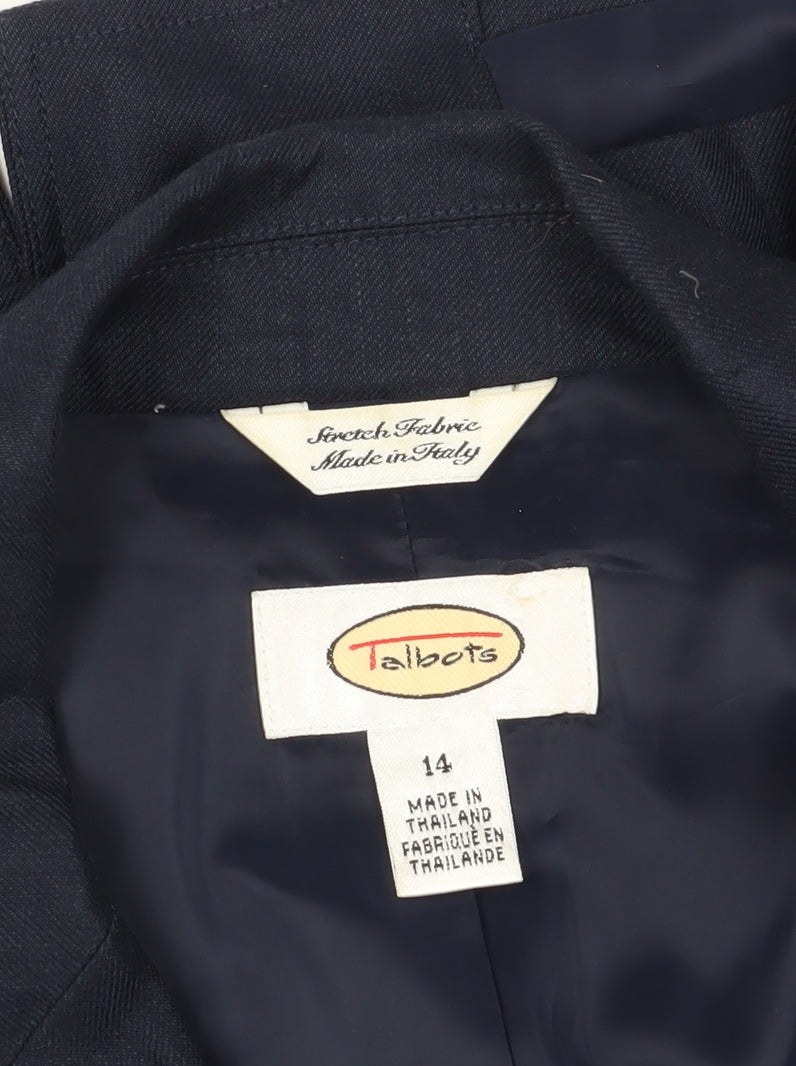 Stretch Fabric
Made in Italy
Talbots
14
MADE IN
THAILAND
FABRIQUÉ EN
THAILANDE